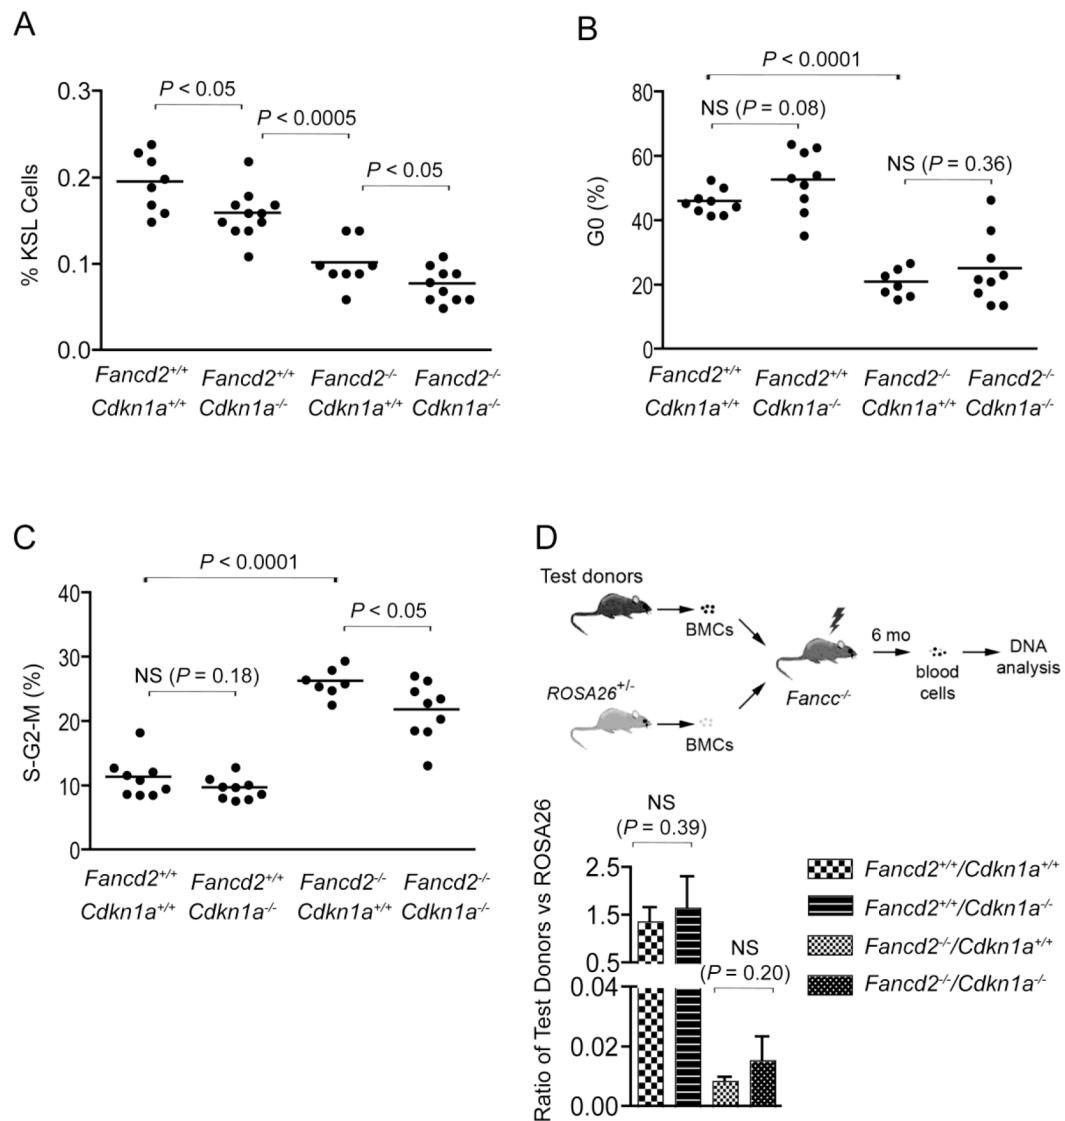 A
P < 0.05
P < 0.0005
P < 0.05
% KSL Cells
0.3
0.2
0.1
0.0
Fancd2+/+ Fancd2+/+ Fancd2-/- Fancd2-/-
Cdkn1a+/+ Cdkn1a-/- Cdkn1a+/+ Cdkn1a-/-
B
P < 0.0001
NS (P = 0.08)
NS (P = 0.36)
G0 (%)
80
60
40
20
0
Fancd2+/+ Fancd2+/+ Fancd2-/- Fancd2-/-
Cdkn1a+/+ Cdkn1a-/- Cdkn1a+/+ Cdkn1a-/-
C
P < 0.0001
P < 0.05
NS (P = 0.18)
S-G2-M (%)
40
30
20
10
0
Fancd2+/+ Fancd2+/+ Fancd2-/- Fancd2-/-
Cdkn1a+/+ Cdkn1a-/- Cdkn1a+/+ Cdkn1a-/-
D
Test donors
BMCs
ROSA26+/-
BMCs
Fancc-/-
6 mo
blood
cells
DNA
analysis
Ratio of Test Donors vs ROSA26
NS
(P = 0.39)
2.5
1.5
0.5
NS
(P = 0.20)
0.04
0.02
0.00
Fancd2+/+/Cdkn1a+/+
Fancd2+/+/Cdkn1a-/-
Fancd2-/-/Cdkn1a+/+
Fancd2-/-/Cdkn1a-/-